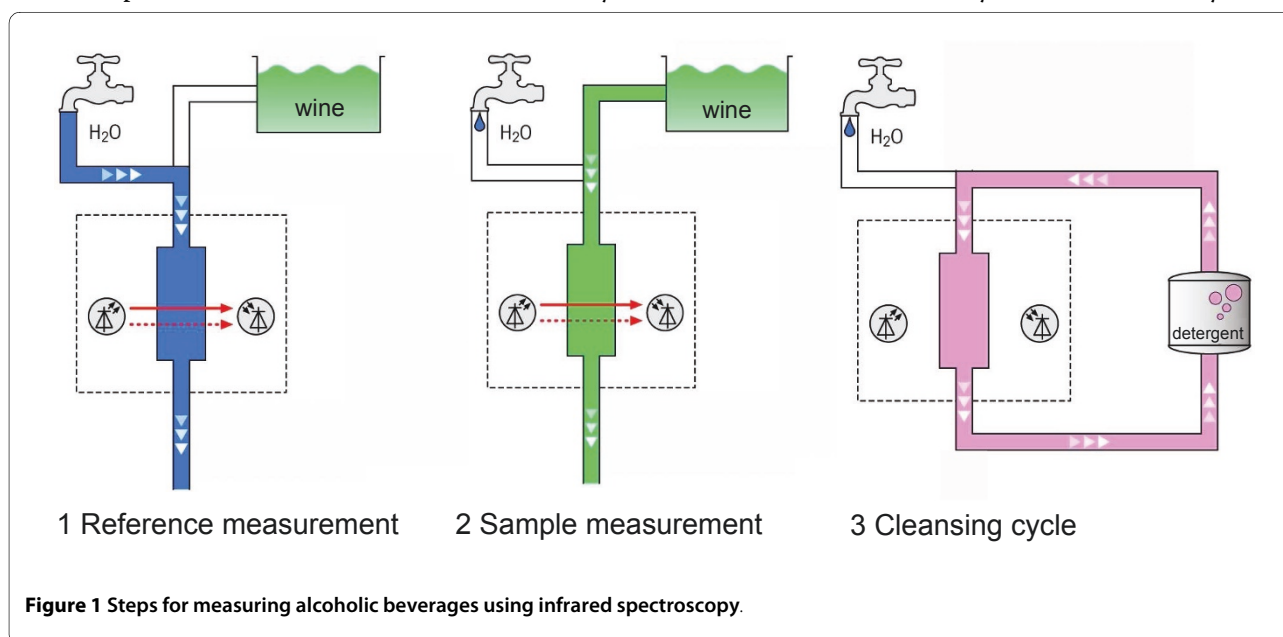 wine
H₂O
wine
H₂O
H₂O
detergent
1 Reference measurement
2 Sample measurement
3 Cleansing cycle
Figure 1 Steps for measuring alcoholic beverages using infrared spectroscopy.